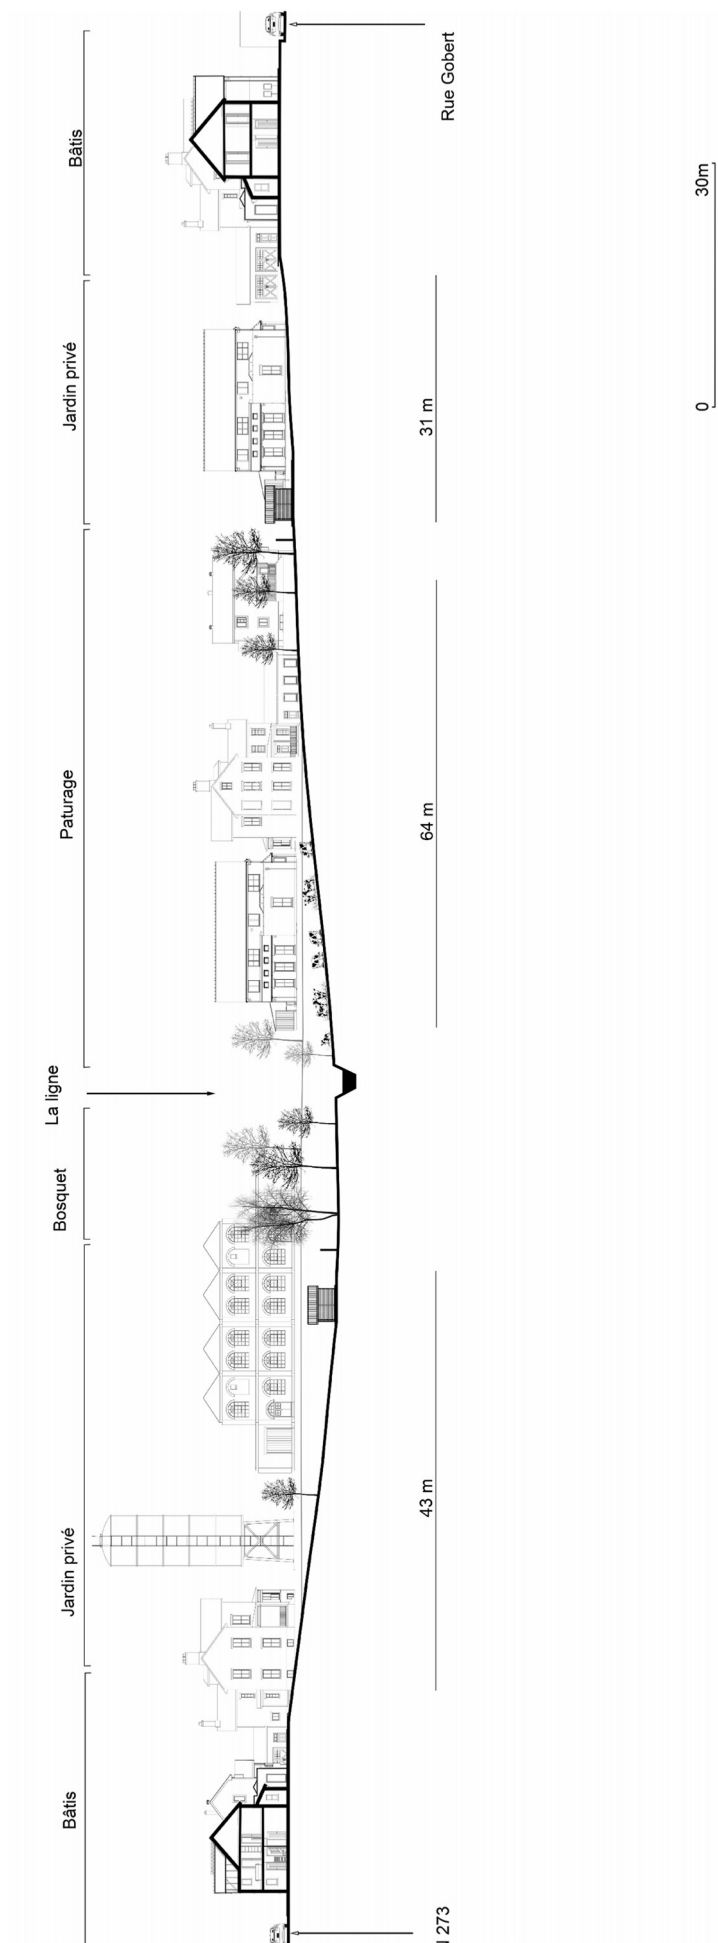 Bâtis
Jardin privé
Bosquet
La ligne
Paturage
Jardin privé
Bâtis
43 m
64 m
31 m
273
Rue Gobert
0
30m